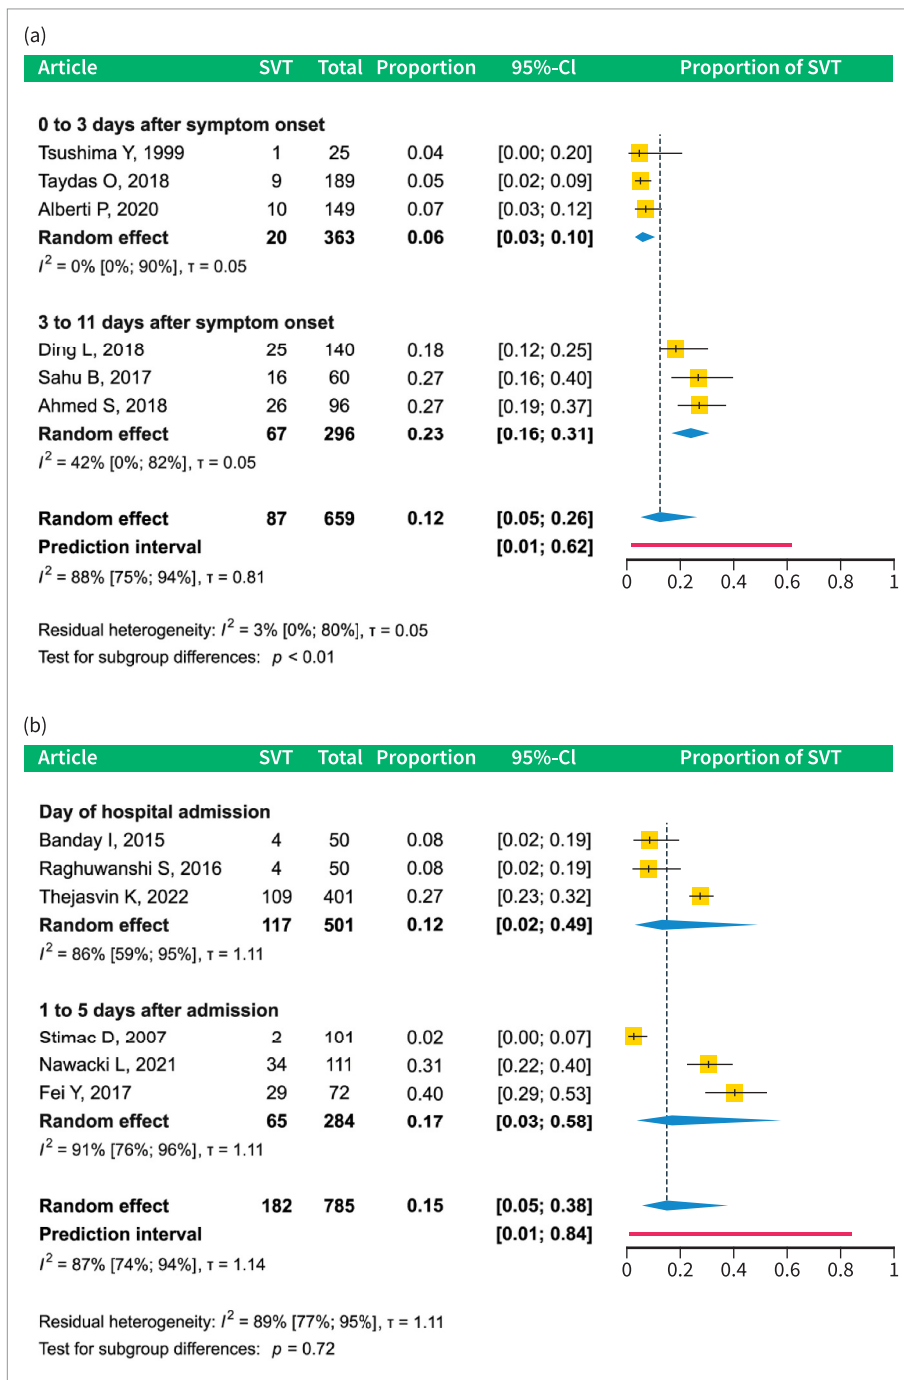 (a)
Article SVT Total Proportion 95%-CI Proportion of SVT
0 to 3 days after symptom onset
Tsushima Y, 1999 1 25 0.04 [0.00; 0.20]
Taydas O, 2018 9 189 0.05 [0.02; 0.09]
Alberti P, 2020 10 149 0.07 [0.03; 0.12]
Random effect 20 363 0.06 [0.03; 0.10]
I² = 0% [0%; 90%], τ = 0.05
3 to 11 days after symptom onset
Ding L, 2018 25 140 0.18 [0.12; 0.25]
Sahu B, 2017 16 60 0.27 [0.16; 0.40]
Ahmed S, 2018 26 96 0.27 [0.19; 0.37]
Random effect 67 296 0.23 [0.16; 0.31]
I² = 42% [0%; 82%], τ = 0.05
Random effect 87 659 0.12 [0.05; 0.26]
Prediction interval [0.01; 0.62]
I² = 88% [75%; 94%], τ = 0.81
0 0.2 0.4 0.6 0.8 1
Residual heterogeneity: I² = 3% [0%; 80%], τ = 0.05
Test for subgroup differences: p < 0.01
(b)
Article SVT Total Proportion 95%-CI Proportion of SVT
Day of hospital admission
Banday I, 2015 4 50 0.08 [0.02; 0.19]
Raghuwanshi S, 2016 4 50 0.08 [0.02; 0.19]
Thejasvin K, 2022 109 401 0.27 [0.23; 0.32]
Random effect 117 501 0.12 [0.02; 0.49]
I² = 86% [59%; 95%], τ = 1.11
1 to 5 days after admission
Stimac D, 2007 2 101 0.02 [0.00; 0.07]
Nawacki L, 2021 34 111 0.31 [0.22; 0.40]
Fei Y, 2017 29 72 0.40 [0.29; 0.53]
Random effect 65 284 0.17 [0.03; 0.58]
I² = 91% [76%; 96%], τ = 1.11
Random effect 182 785 0.15 [0.05; 0.38]
Prediction interval [0.01; 0.84]
I² = 87% [74%; 94%], τ = 1.14
0 0.2 0.4 0.6 0.8 1
Residual heterogeneity: I² = 89% [77%; 95%], τ = 1.11
Test for subgroup differences: p = 0.72